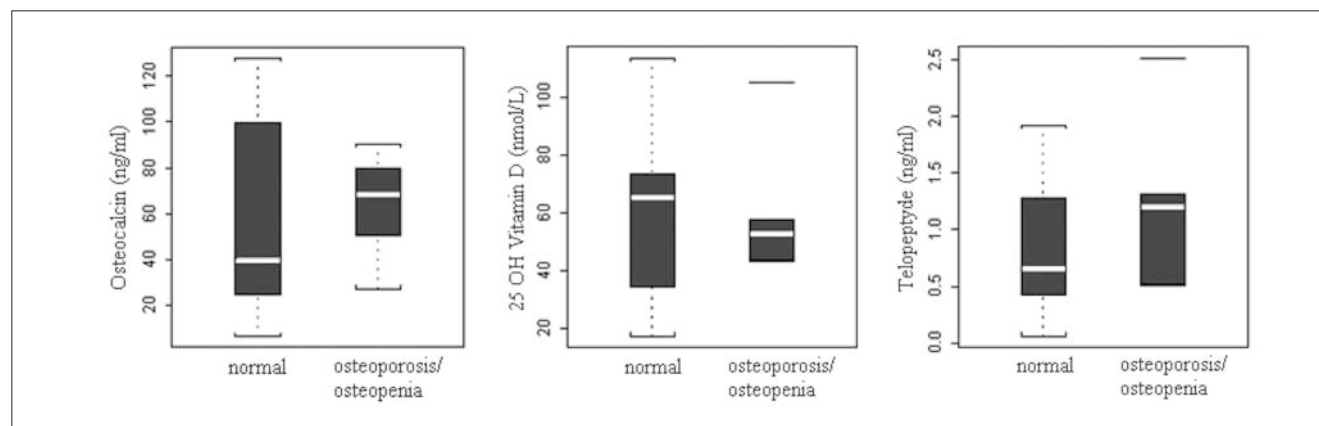 Osteocalcin (ng/ml)
120
100
80
60
40
20
normal
osteoporosis/
osteopenia
25 OH Vitamin D (nmol/L)
100
80
60
40
20
normal
osteoporosis/
osteopenia
Telopeptyde (ng/ml)
2.5
2.0
1.5
1.0
0.5
0.0
normal
osteoporosis/
osteopenia